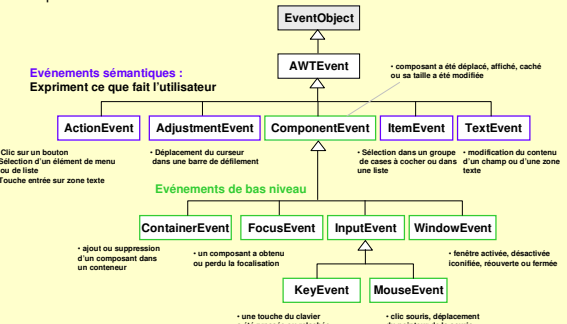 EventObject
AWTEvent
Evénements sémantiques :
Expriment ce que fait l'utilisateur
• composant a été déplacé, affiché, caché
ou sa taille a été modifiée
ActionEvent
AdjustmentEvent
ComponentEvent
ItemEvent
TextEvent
Clic sur un bouton
Sélection d'un élément de menu
ou de liste
Touche entrée sur zone texte
• Déplacement du curseur
dans une barre de défilement
• Sélection dans un groupe
de cases à cocher ou dans
une liste
• modification du contenu
d'un champ ou d'une zone
texte
Evénements de bas niveau
ContainerEvent
FocusEvent
InputEvent
WindowEvent
• ajout ou suppression
d'un composant dans
un conteneur
• un composant a obtenu
ou perdu la focalisation
• fenêtre activée, désactivée
iconifiée, réouverte ou fermée
KeyEvent
MouseEvent
• une touche du clavier
• clic souris, déplacement